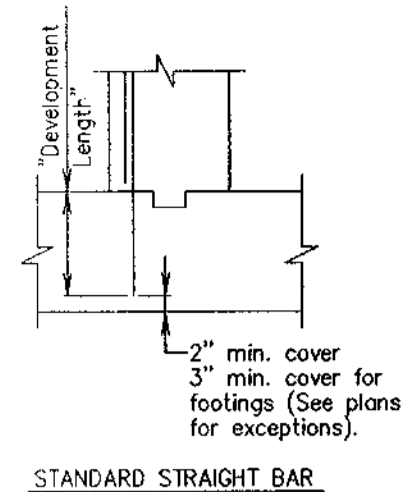 "Development
Length"
2" min. cover
3" min. cover for
footings (See plans
for exceptions).
STANDARD STRAIGHT BAR